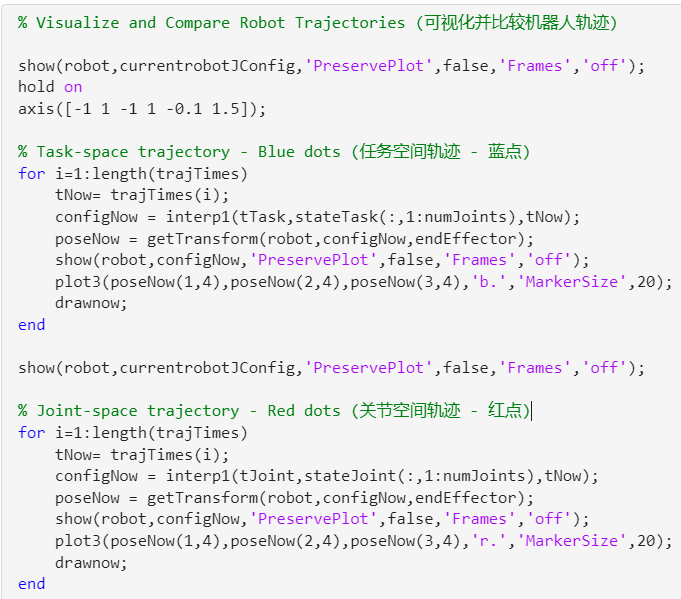 % Visualize and Compare Robot Trajectories (可视化并比较机器人轨迹)
show(robot,currentrobotJConfig,'PreservePlot',false,'Frames','off');
hold on
axis([-1 1 -1 1 -0.1 1.5]);
% Task-space trajectory - Blue dots (任务空间轨迹 - 蓝点)
for i=1:length(trajTimes)
    tNow= trajTimes(i);
    configNow = interp1(tTask,stateTask(:,1:numJoints),tNow);
    poseNow = getTransform(robot,configNow,endEffector);
    show(robot,configNow,'PreservePlot',false,'Frames','off');
    plot3(poseNow(1,4),poseNow(2,4),poseNow(3,4),'b.','MarkerSize',20);
    drawnow;
end
show(robot,currentrobotJConfig,'PreservePlot',false,'Frames','off');
% Joint-space trajectory - Red dots (关节空间轨迹 - 红点)
for i=1:length(trajTimes)
    tNow= trajTimes(i);
    configNow = interp1(tJoint,stateJoint(:,1:numJoints),tNow);
    poseNow = getTransform(robot,configNow,endEffector);
    show(robot,configNow,'PreservePlot',false,'Frames','off');
    plot3(poseNow(1,4),poseNow(2,4),poseNow(3,4),'r.','MarkerSize',20);
    drawnow;
end